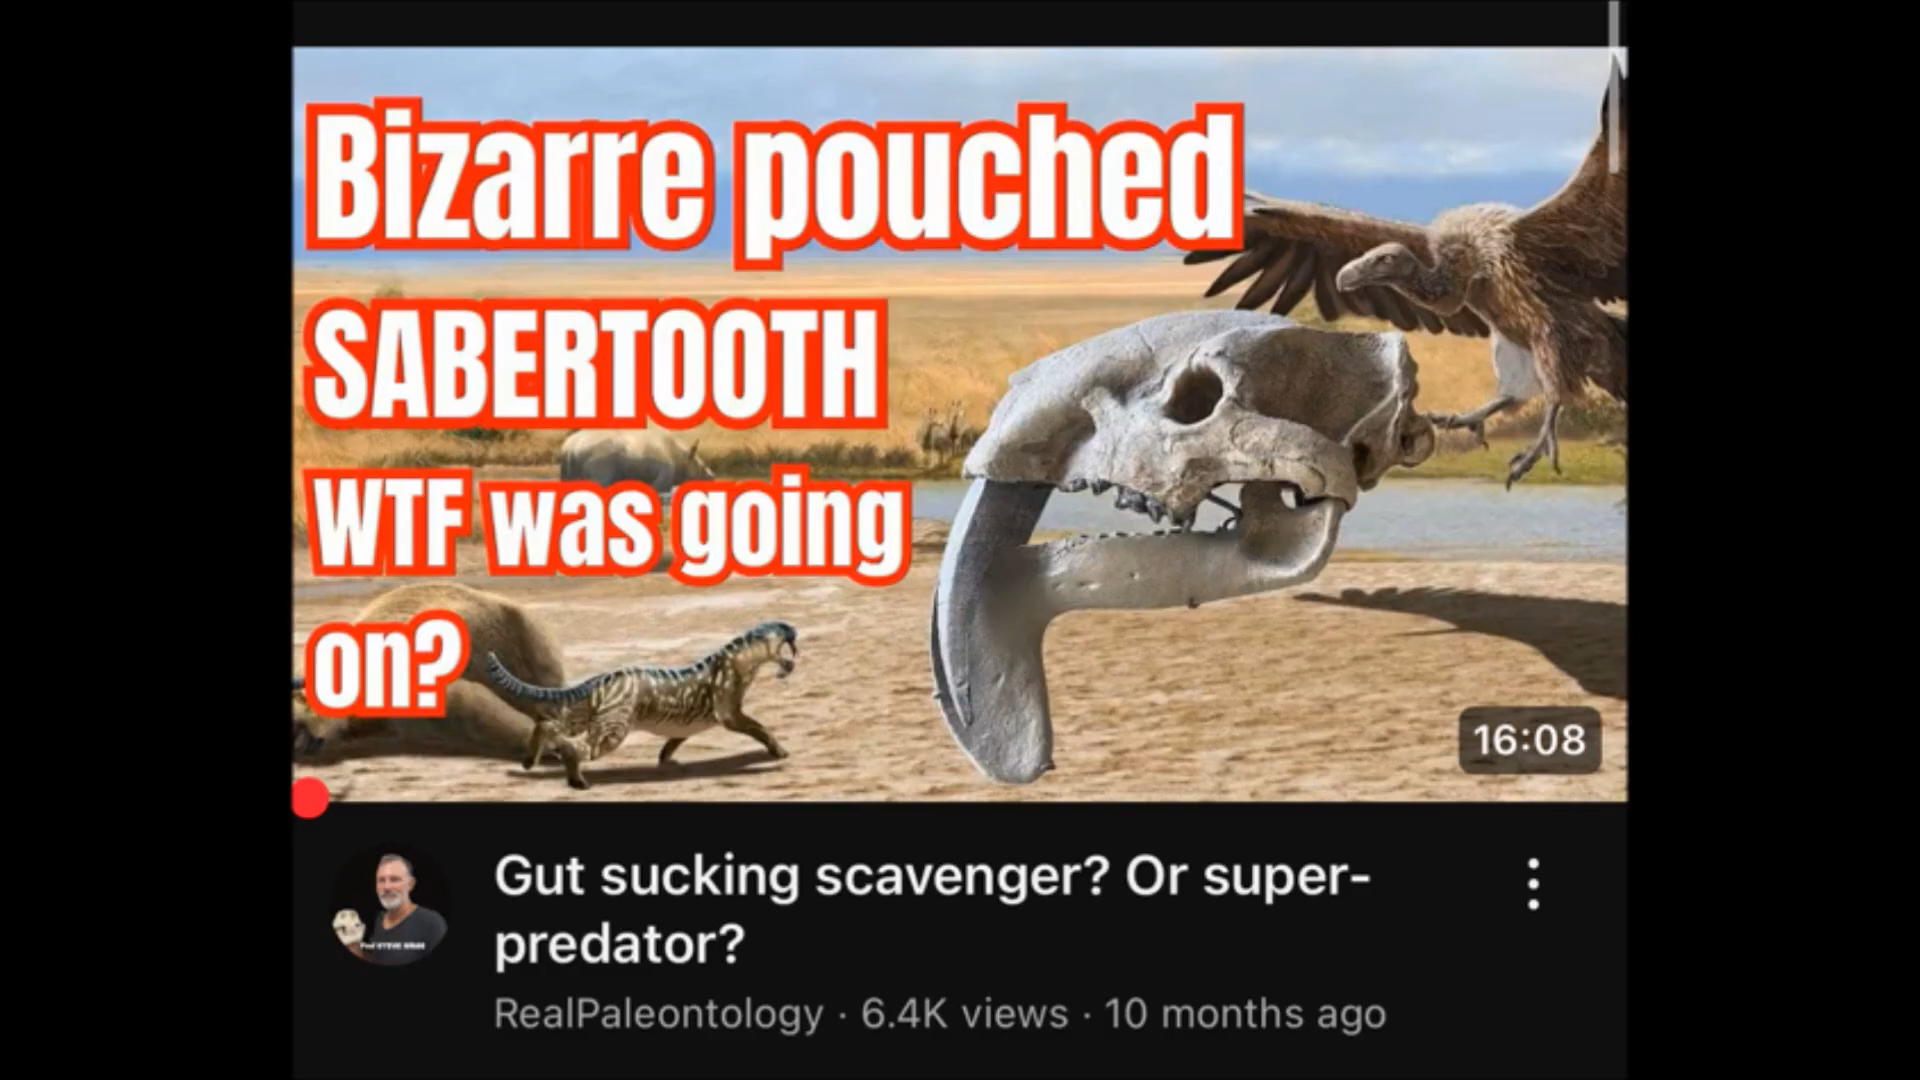 Bizarre pouched
SABERTOOTH
WTF was going
on?
16:08
Gut sucking scavenger? Or super-
predator?
RealPaleontology · 6.4K views · 10 months ago